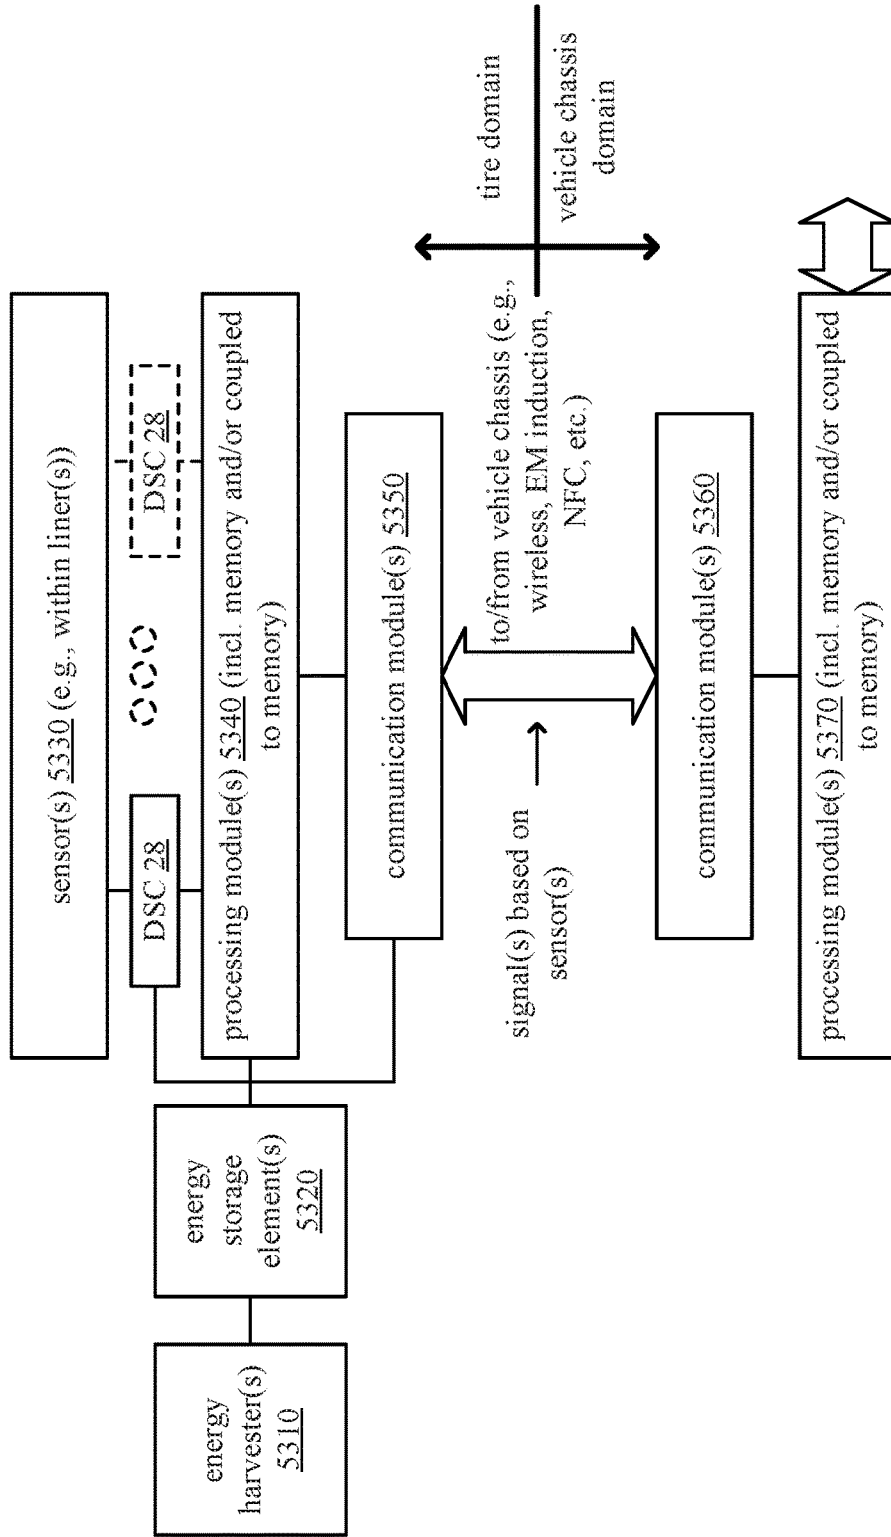 sensor(s) 5330 (e.g., within liner(s))
DSC 28
DSC 28
processing module(s) 5340 (incl. memory and/or coupled
to memory)
energy
harvester(s)
5310
energy
storage
element(s)
5320
communication module(s) 5350
signal(s) based on
sensor(s)
to/from vehicle chassis (e.g.,
wireless, EM induction,
NFC, etc.)
tire domain
vehicle chassis
domain
communication module(s) 5360
processing module(s) 5370 (incl. memory and/or coupled
to memory)